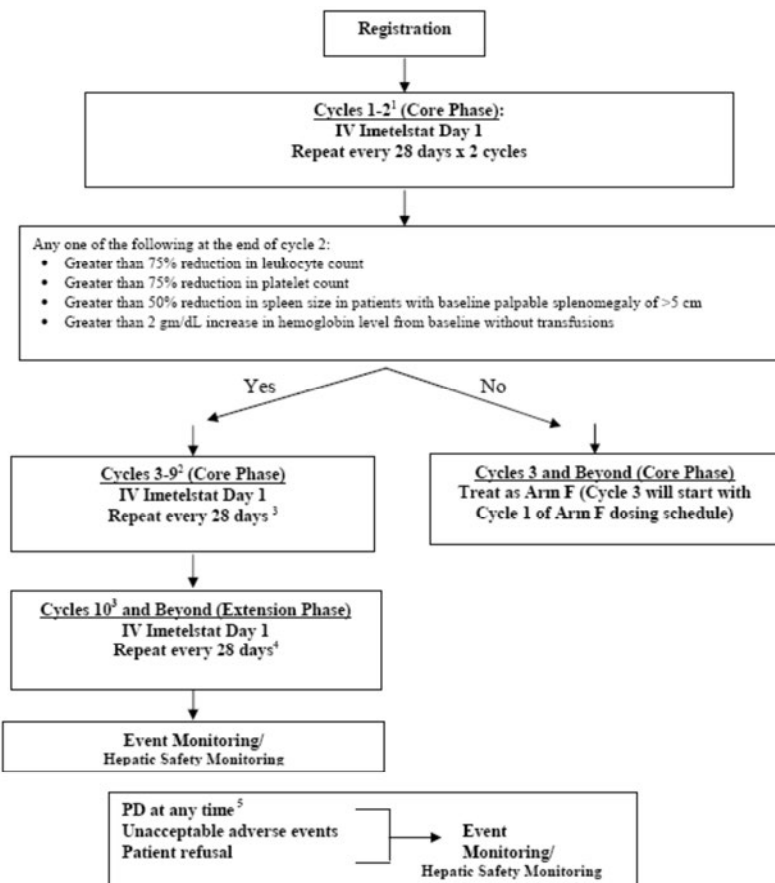 Registration
Cycles 1-2¹ (Core Phase):
IV Imetelstat Day 1
Repeat every 28 days x 2 cycles
Any one of the following at the end of cycle 2:
• Greater than 75% reduction in leukocyte count
• Greater than 75% reduction in platelet count
• Greater than 50% reduction in spleen size in patients with baseline palpable splenomegaly of >5 cm
• Greater than 2 gm/dL increase in hemoglobin level from baseline without transfusions
Yes
No
Cycles 3-9² (Core Phase)
IV Imetelstat Day 1
Repeat every 28 days ³
Cycles 3 and Beyond (Core Phase)
Treat as Arm F (Cycle 3 will start with
Cycle 1 of Arm F dosing schedule)
Cycles 10³ and Beyond (Extension Phase)
IV Imetelstat Day 1
Repeat every 28 days⁴
Event Monitoring/
Hepatic Safety Monitoring
PD at any time ⁵
Unacceptable adverse events
Patient refusal
Event
Monitoring/
Hepatic Safety Monitoring